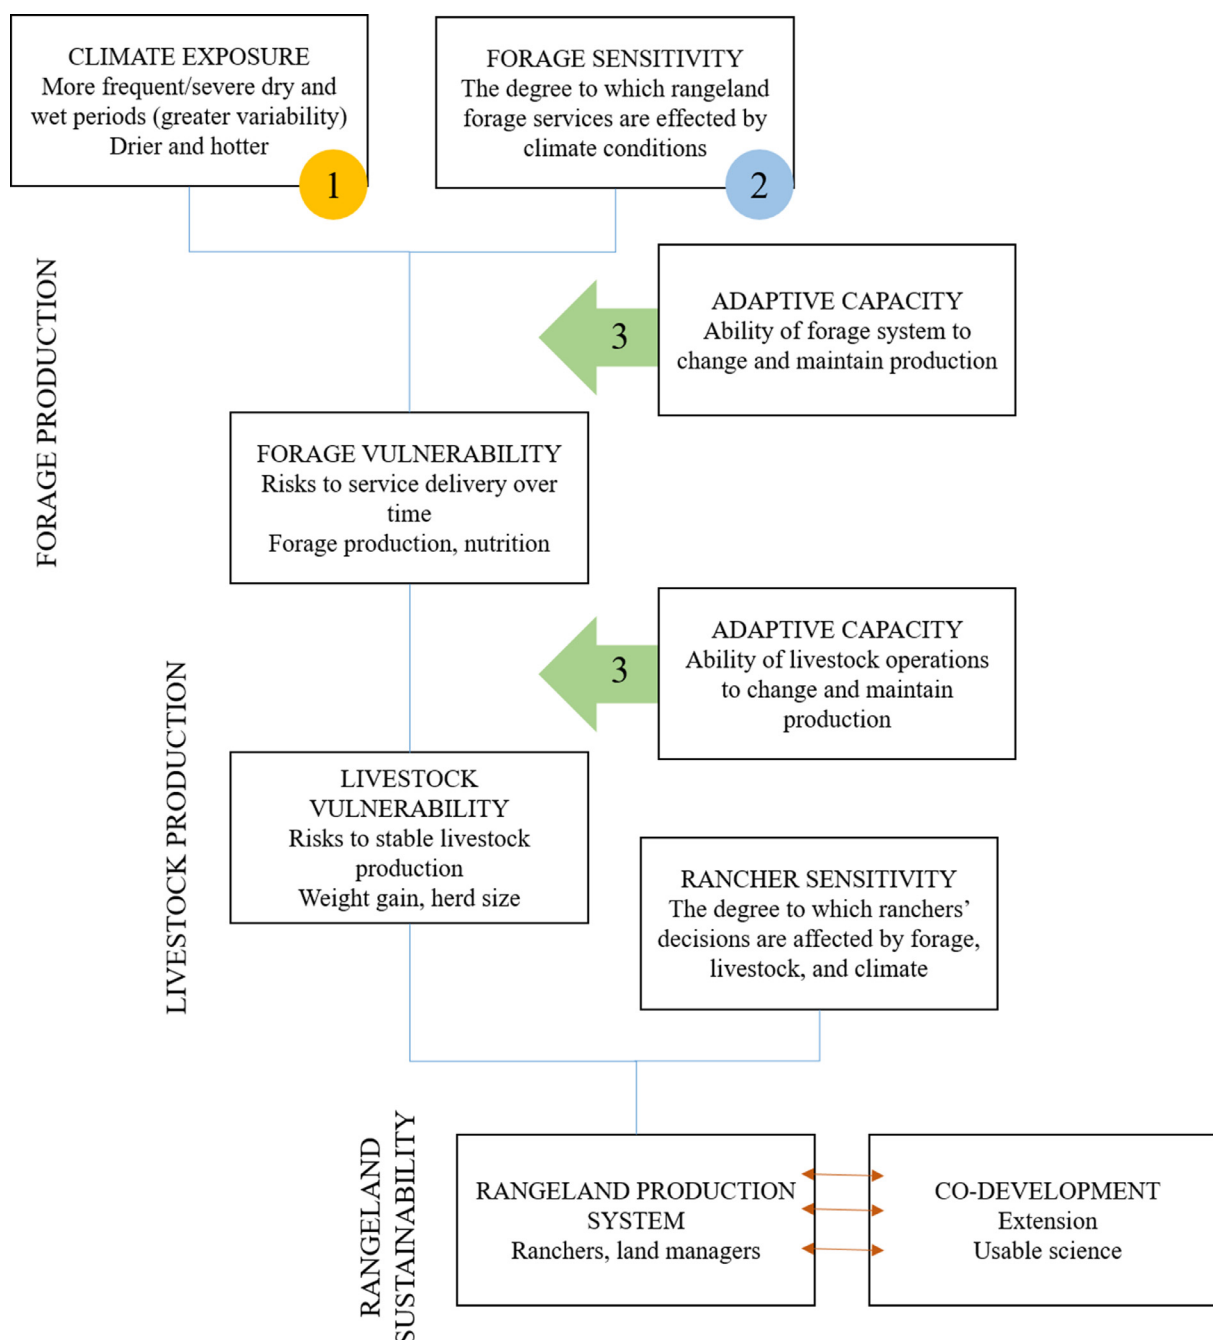 CLIMATE EXPOSURE
More frequent/severe dry and
wet periods (greater variability)
Drier and hotter
1
FORAGE SENSITIVITY
The degree to which rangeland
forage services are effected by
climate conditions
2
FORAGE PRODUCTION
3
ADAPTIVE CAPACITY
Ability of forage system to
change and maintain production
FORAGE VULNERABILITY
Risks to service delivery over
time
Forage production, nutrition
3
ADAPTIVE CAPACITY
Ability of livestock operations
to change and maintain
production
LIVESTOCK PRODUCTION
LIVESTOCK
VULNERABILITY
Risks to stable livestock
production
Weight gain, herd size
RANCHER SENSITIVITY
The degree to which ranchers’
decisions are affected by forage,
livestock, and climate
RANGELAND
SUSTAINABILITY
RANGELAND PRODUCTION
SYSTEM
Ranchers, land managers
CO-DEVELOPMENT
Extension
Usable science